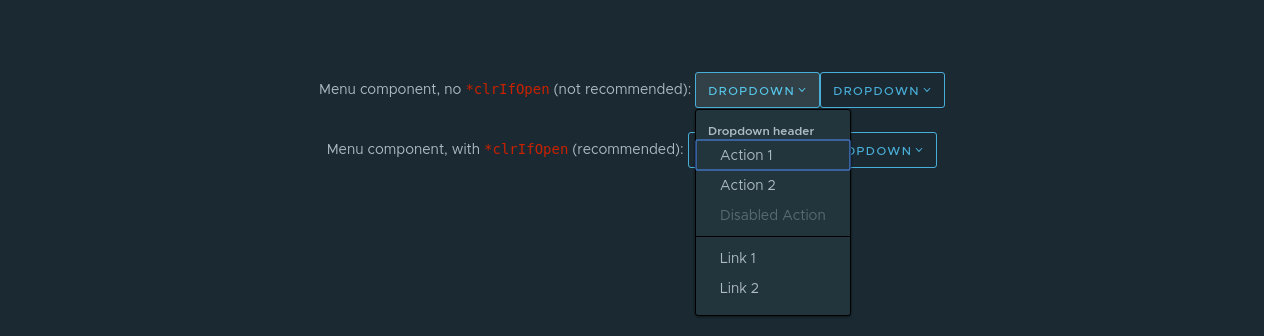 Menu component, no *clrIfOpen (not recommended): DROPDOWN DROPDOWN
Dropdown header
Menu component, with *clrIfOpen (recommended): OPDOWN
Action 1
Action 2
Disabled Action
Link 1
Link 2